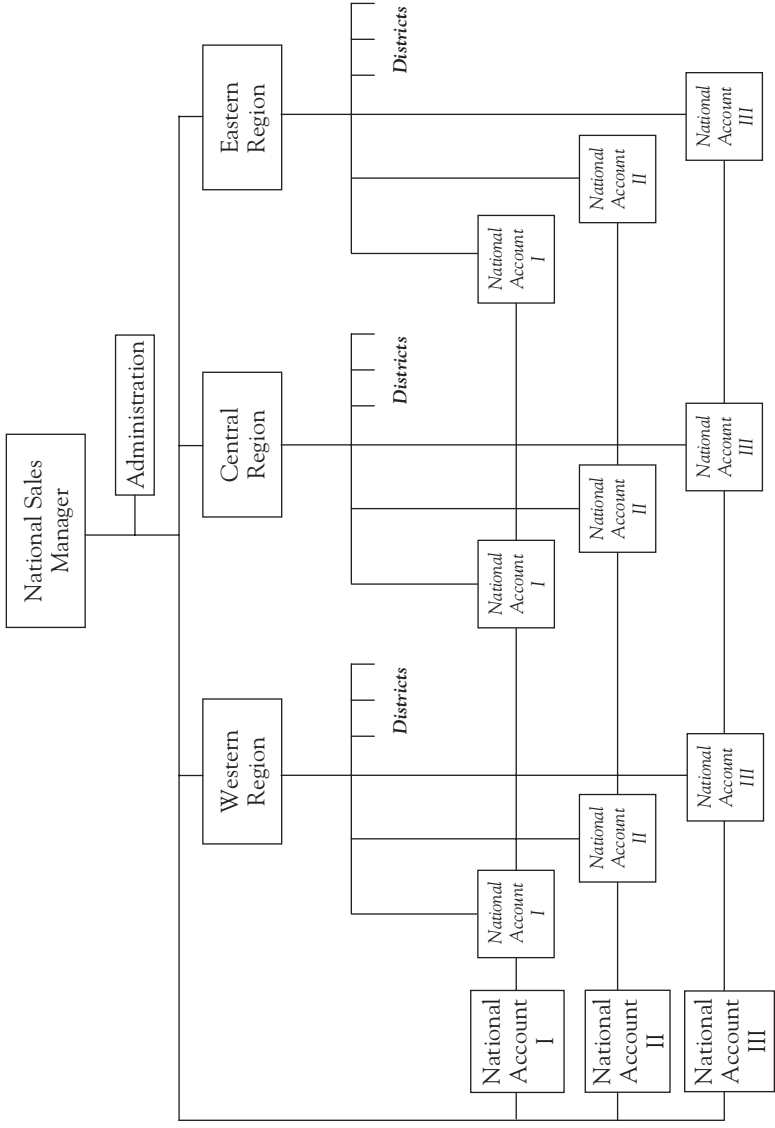 National Sales
Manager
Administration
Western
Region
Central
Region
Eastern
Region
Districts
Districts
Districts
National
Account
I
National
Account
I
National
Account
I
National
Account
I
National
Account
II
National
Account
II
National
Account
II
National
Account
II
National
Account
III
National
Account
III
National
Account
III
National
Account
III